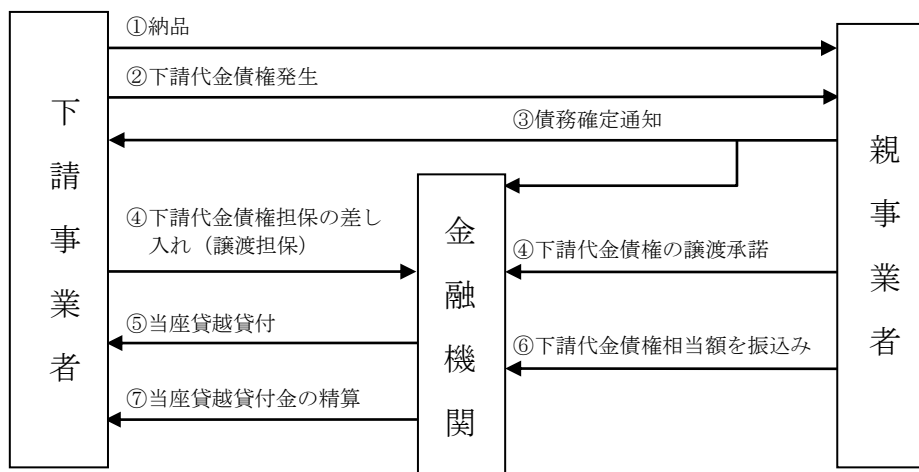 ①納品
②下請代金債権発生
③債務確定通知
下請事業者
親事業者
金融機関
④下請代金債権担保の差し
入れ（譲渡担保）
④下請代金債権の譲渡承諾
⑤当座貸越貸付
⑥下請代金債権相当額を振込み
⑦当座貸越貸付金の精算